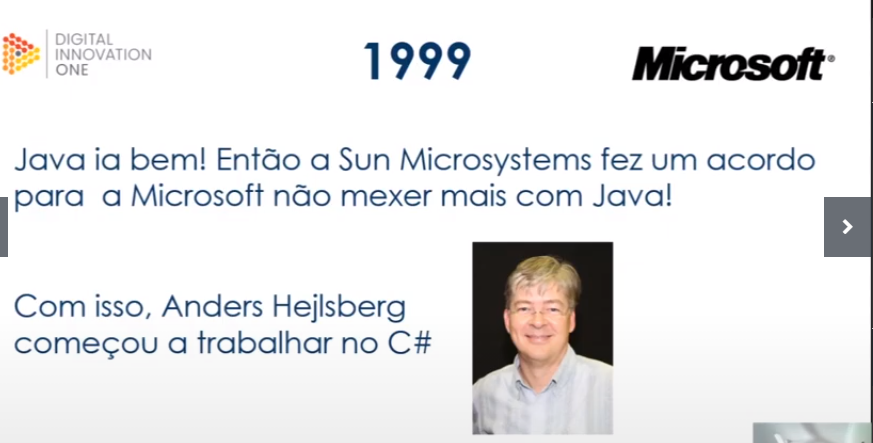 DIGITAL
INNOVATION
ONE
1999
Microsoft®
Java ia bem! Então a Sun Microsystems fez um acordo
para a Microsoft não mexer mais com Java!
Com isso, Anders Hejlsberg
começou a trabalhar no C#